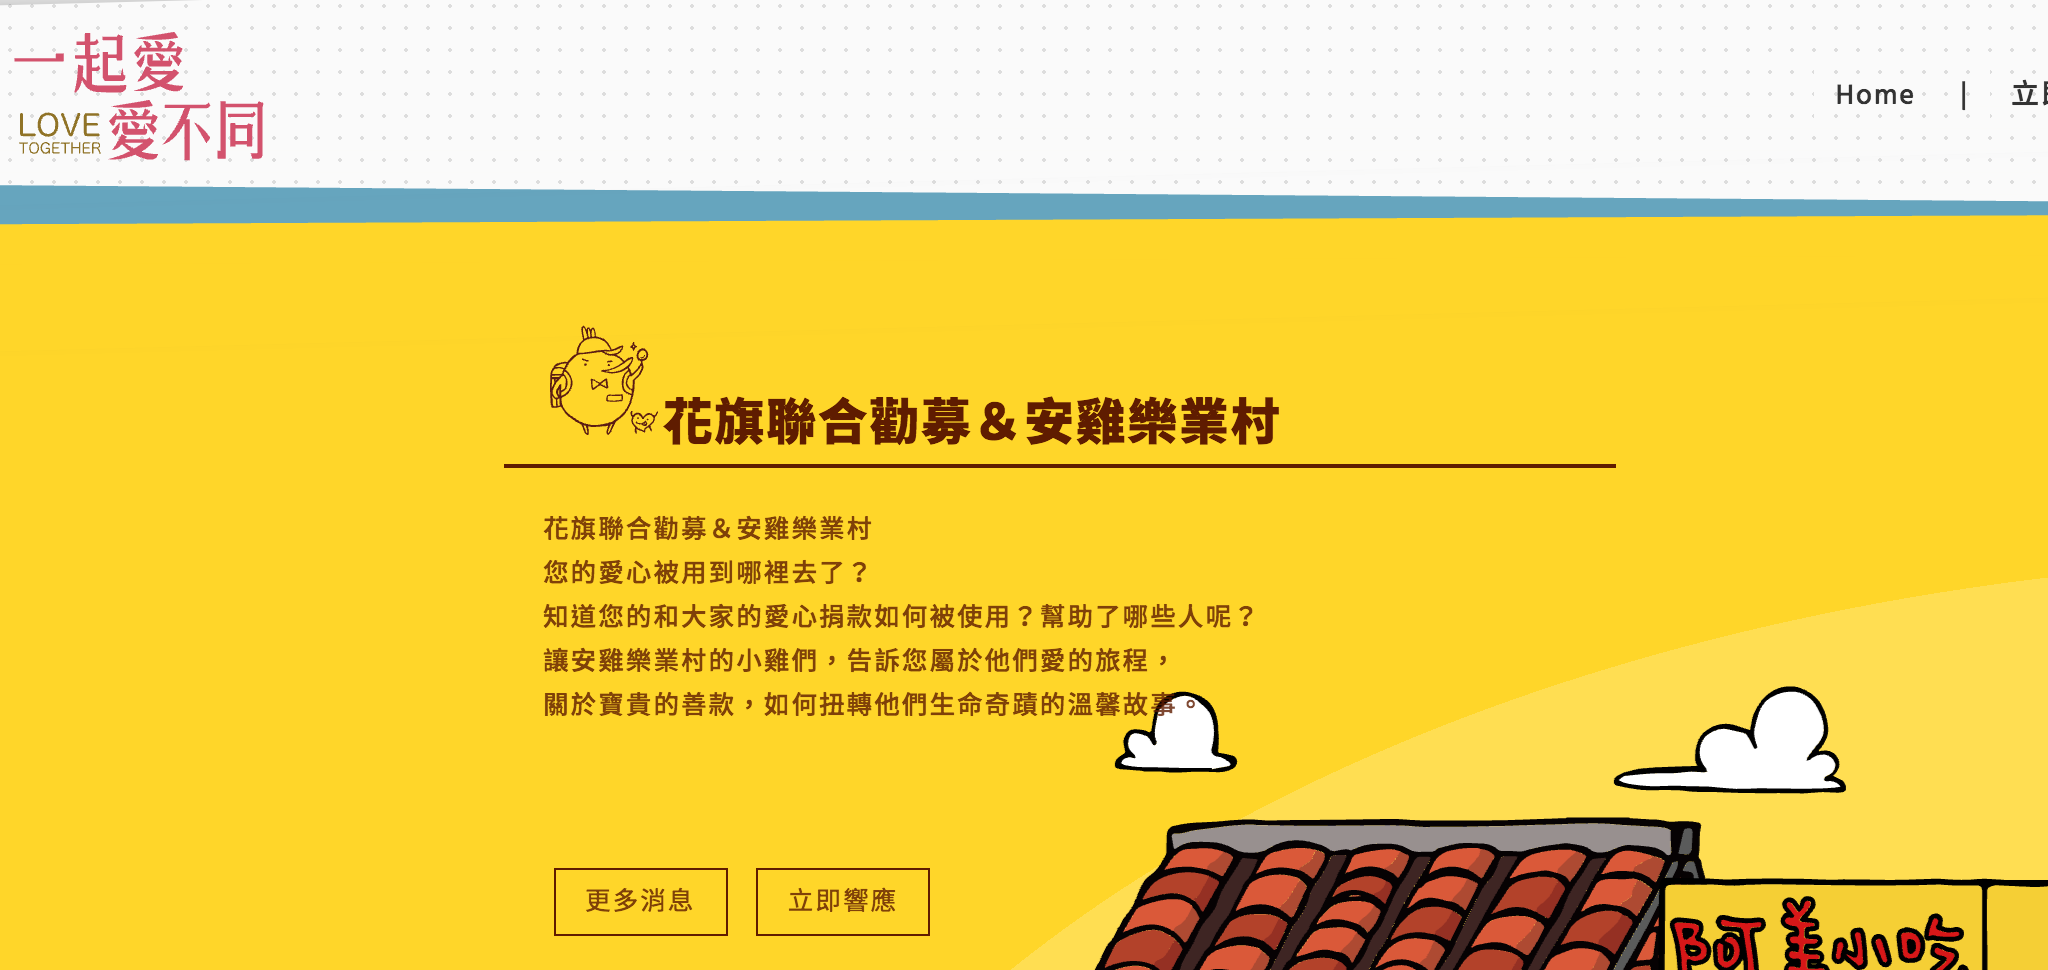 一起愛
LOVE
TOGETHER
愛不同
Home | 立
花旗聯合勸募&安雞樂業村
花旗聯合勸募&安雞樂業村
您的愛心被用到哪裡去了？
知道您的和大家的愛心捐款如何被使用？幫助了哪些人呢？
讓安雞樂業村的小雞們，告訴您屬於他們愛的旅程，
關於寶貴的善款，如何扭轉他們生命奇蹟的溫馨故事。
更多消息
立即響應
阿美小吃